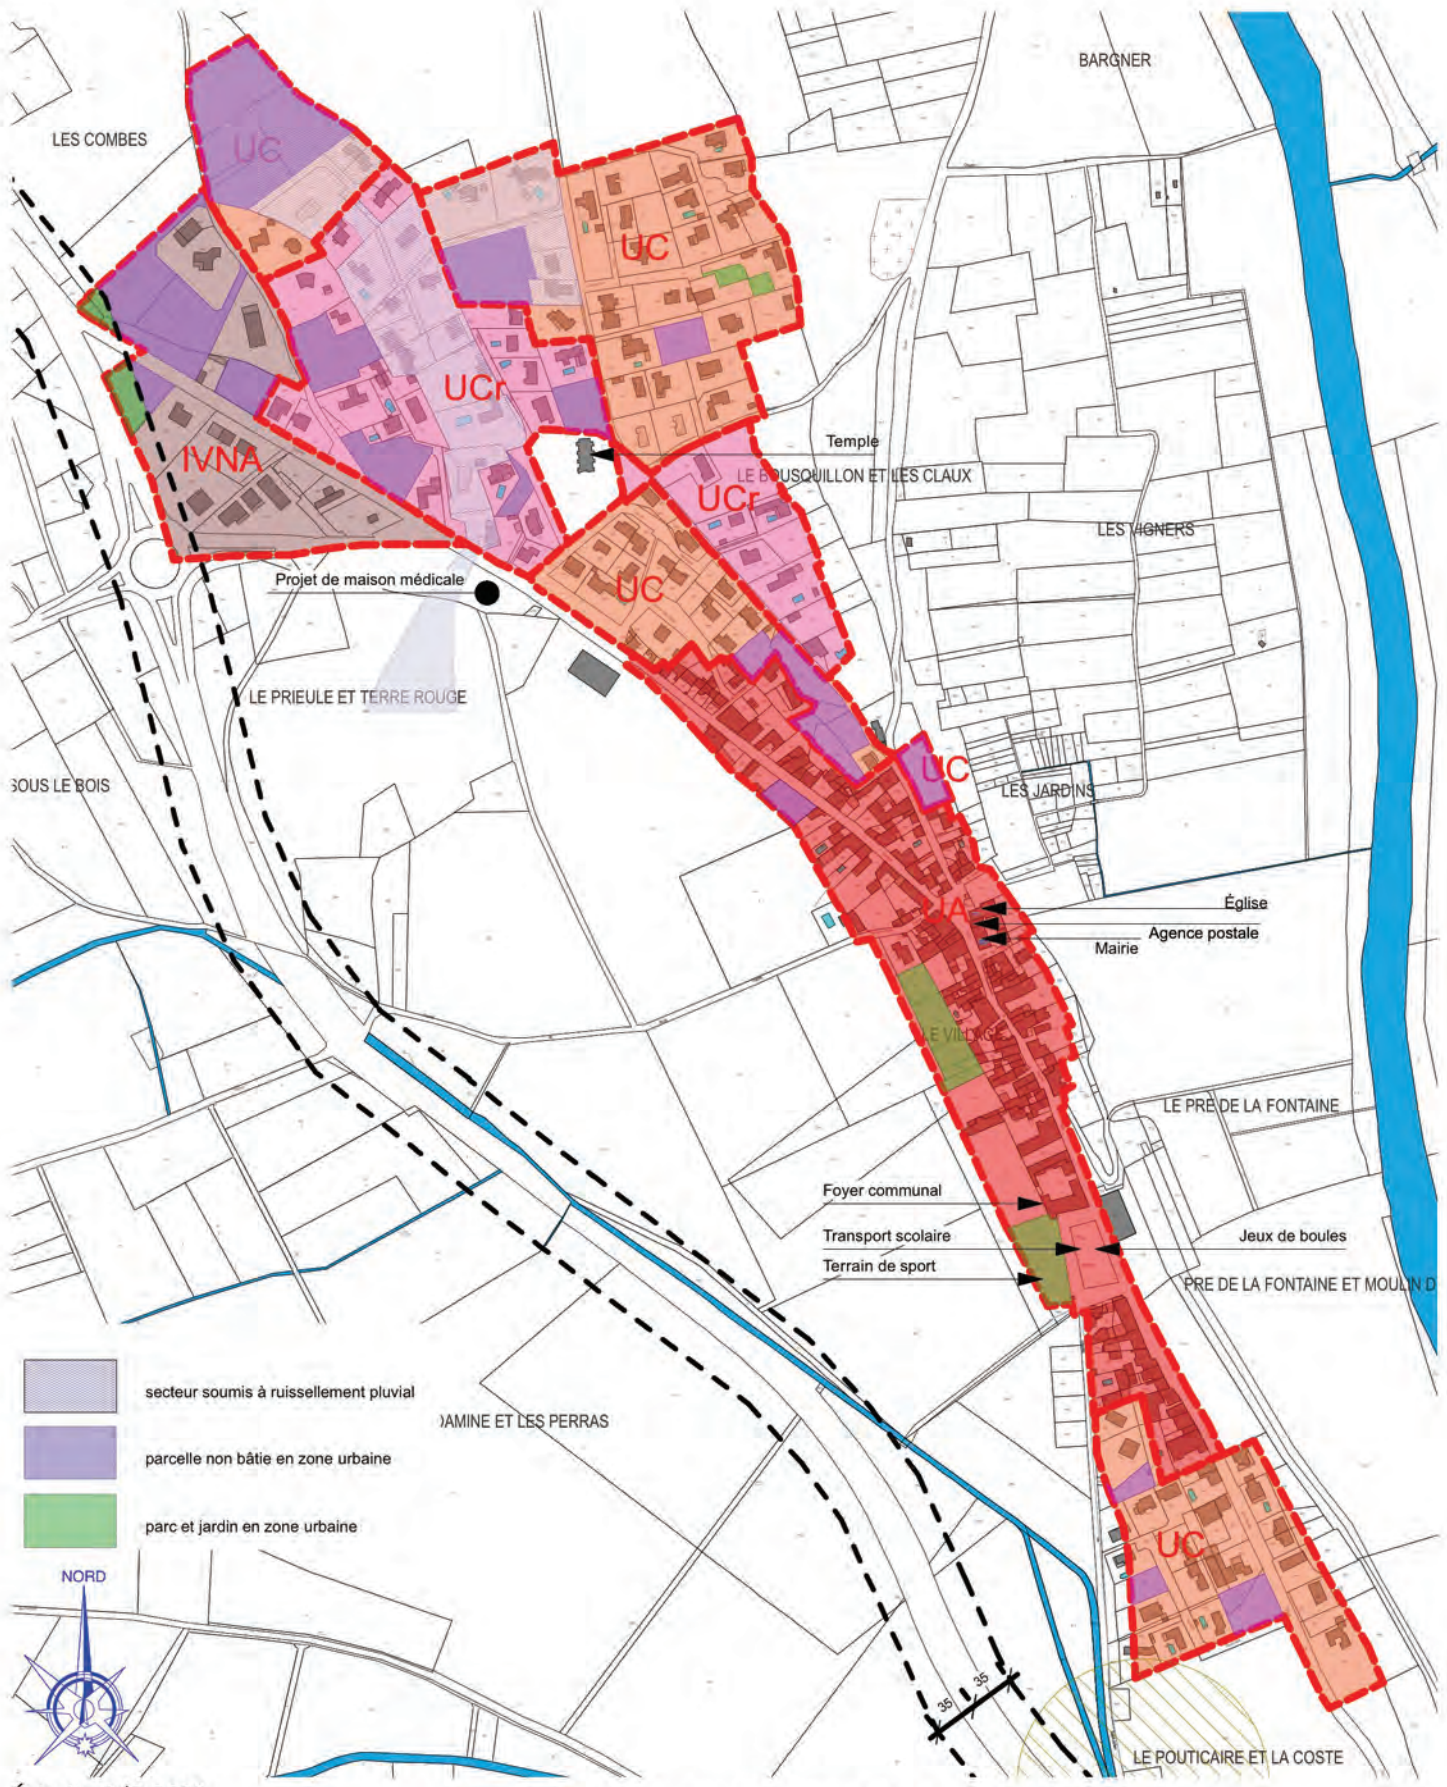 BARGNER
LES COMBES
UC
UC
UCr
Temple
LE BOUSQUILLON ET LES CLAUX
IVNA
UCr
LES VIGNERS
Projet de maison médicale
UC
LE PRIEULE ET TERRE ROUGE
SOUS LE BOIS
UC
LES JARDINS
UA
Église
Agence postale
Mairie
LE VILLAGE
LE PRE DE LA FONTAINE
Foyer communal
Transport scolaire
Jeux de boules
Terrain de sport
PRE DE LA FONTAINE ET MOULIN D
secteur soumis à ruissellement pluvial
AMINE ET LES PERRAS
parcelle non bâtie en zone urbaine
parc et jardin en zone urbaine
UC
NORD
35
35
LE POUTICAIRE ET LA COSTE